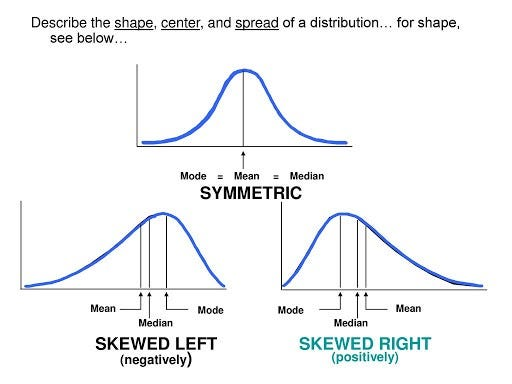 Describe the shape, center, and spread of a distribution… for shape,
see below…
Mode = Mean = Median
SYMMETRIC
Mean
Median
Mode
SKEWED LEFT
(negatively)
Mode
Median
Mean
SKEWED RIGHT
(positively)